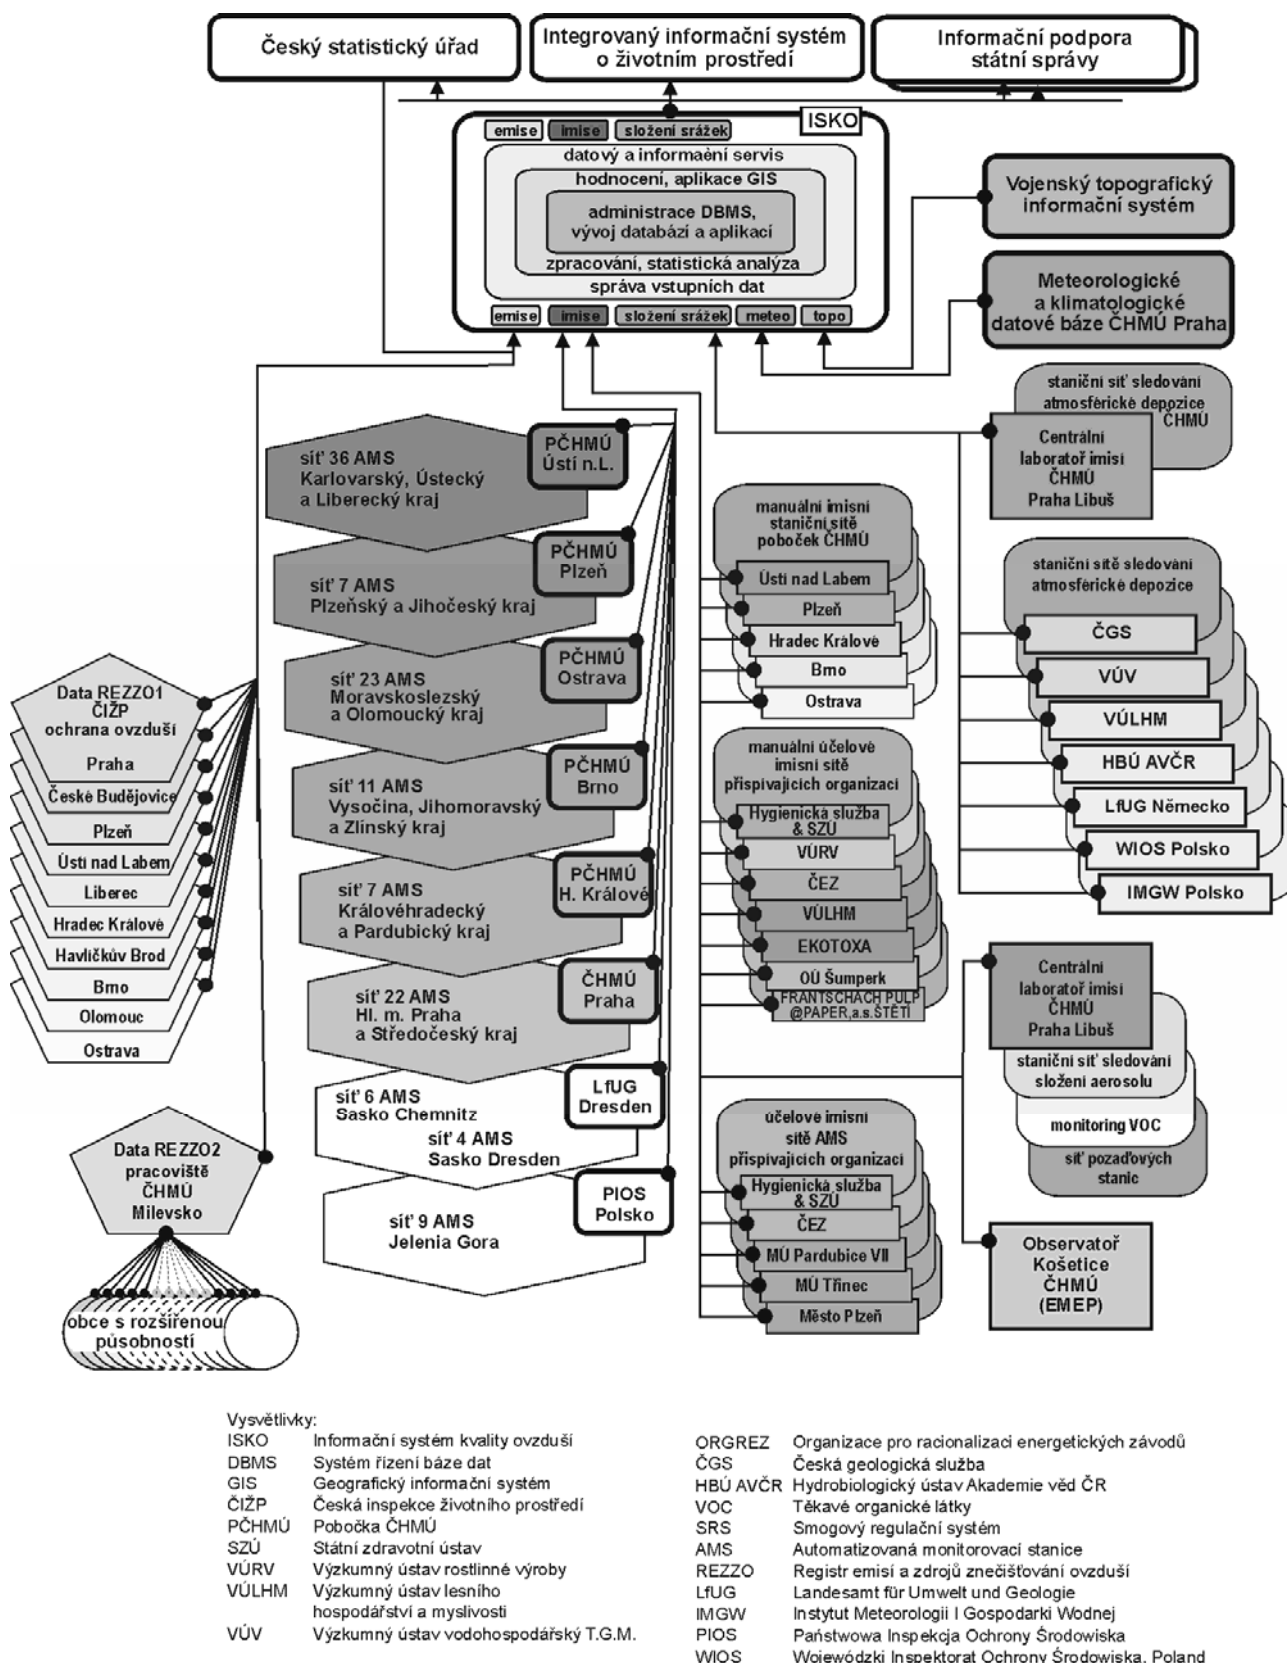 Český statistický úřad
Integrovaný informační systém
o životním prostředí
Informační podpora
státní správy
ISKO
emise
imise
složení srážek
datový a informační servis
hodnocení, aplikace GIS
administrace DBMS,
vývoj databází a aplikací
zpracování, statistická analýza
správa vstupních dat
emise
imise
složení srážek
meteo
topo
Vojenský topografický
informační systém
Meteorologické
a klimatologické
datové báze ČHMÚ Praha
staniční síť sledování
atmosférické depozice
ČHMÚ
Centrální
laboratoř imisí
ČHMÚ
Praha Libuš
síť 36 AMS
Karlovarský, Ústecký
a Liberecký kraj
PČHMÚ
Ústí n.L.
síť 7 AMS
Plzeňský a Jihočeský kraj
PČHMÚ
Plzeň
síť 23 AMS
Moravskoslezský
a Olomoucký kraj
PČHMÚ
Ostrava
síť 11 AMS
Vysočina, Jihomoravský
a Zlínský kraj
PČHMÚ
Brno
síť 7 AMS
Královéhradecký
a Pardubický kraj
PČHMÚ
H. Králové
síť 22 AMS
Hl. m. Praha
a Středočeský kraj
ČHMÚ
Praha
síť 6 AMS
Sasko Chemnitz
síť 4 AMS
Sasko Dresden
LfUG
Dresden
síť 9 AMS
Jelenia Gora
PIOS
Polsko
Data REZZO1
ČIŽP
ochrana ovzduší
Praha
České Budějovice
Plzeň
Ústí nad Labem
Liberec
Hradec Králové
Havlíčkův Brod
Brno
Olomouc
Ostrava
Data REZZO2
pracoviště
ČHMÚ
Milevsko
obce s rozšířenou
působností
manuální imisní
staniční sítě
poboček ČHMÚ
Ústí nad Labem
Plzeň
Hradec Králové
Brno
Ostrava
manuální účelové
imisní sítě
přispívajících organizací
Hygienická služba
& SZÚ
VÚRV
ČEZ
VÚLHM
EKOTOXA
OÚ Šumperk
FRANTSCHACH PULP
@PAPER,a.s.ŠTĚTÍ
účelové imisní
sítě AMS
přispívajících organizací
Hygienická služba
& SZÚ
ČEZ
MÚ Pardubice VII
MÚ Třinec
Město Plzeň
staniční sítě sledování
atmosférické depozice
ČGS
VÚV
VÚLHM
HBÚ AVČR
LfUG Německo
WIOS Polsko
IMGW Polsko
Centrální
laboratoř imisí
ČHMÚ
Praha Libuš
staniční síť sledování
složení aerosolu
monitoring VOC
síť pozaďových
stanic
Observatoř
Košetice
ČHMÚ
(EMEP)
Vysvětlivky:
ISKO Informační systém kvality ovzduší
DBMS Systém řízení báze dat
GIS Geografický informační systém
ČIŽP Česká inspekce životního prostředí
PČHMÚ Pobočka ČHMÚ
SZÚ Státní zdravotní ústav
VÚRV Výzkumný ústav rostlinné výroby
VÚLHM Výzkumný ústav lesního
hospodářství a myslivosti
VÚV Výzkumný ústav vodohospodářský T.G.M.
ORGREZ Organizace pro racionalizaci energetických závodů
ČGS Česká geologická služba
HBÚ AVČR Hydrobiologický ústav Akademie věd ČR
VOC Těkavé organické látky
SRS Smogový regulační systém
AMS Automatizovaná monitorovací stanice
REZZO Registr emisí a zdrojů znečišťování ovzduší
LfUG Landesamt für Umwelt und Geologie
IMGW Instytut Meteorologii I Gospodarki Wodnej
PIOS Państwowa Inspekcja Ochrony Środowiska
WIOS Wojewódzki Inspektorat Ochrony Środowiska, Poland